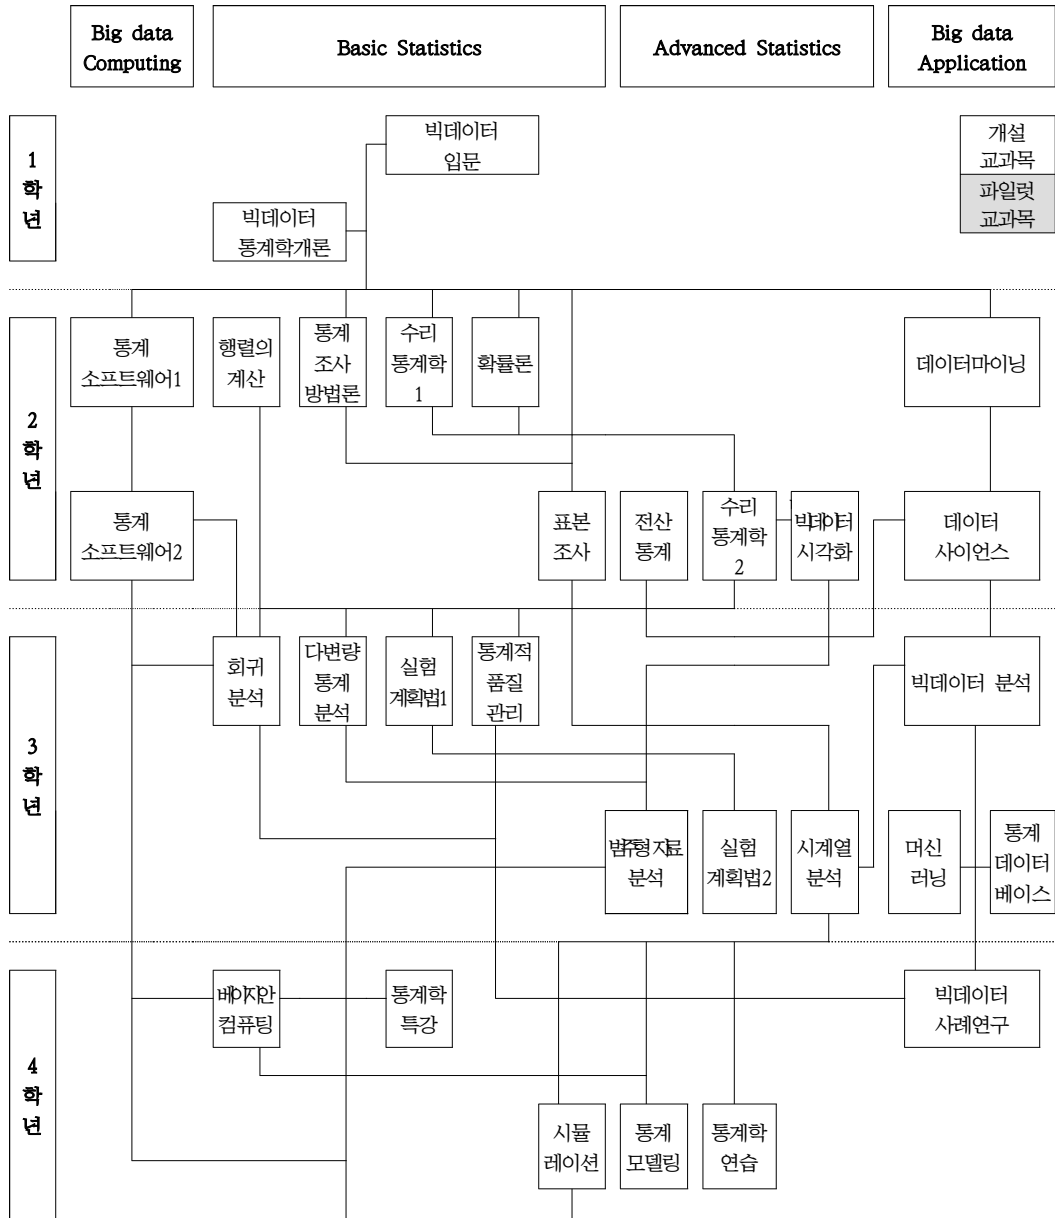 Big data
Computing
Basic Statistics
Advanced Statistics
Big data
Application
1
학
년
빅데이터
입문
개설
교과목
파일럿
교과목
빅데이터
통계학개론
2
학
년
통계
소프트웨어1
행렬의
계산
통계
조사
방법론
수리
통계학
1
확률론
데이터마이닝
통계
소프트웨어2
표본
조사
전산
통계
수리
통계학
2
빅데이터
시각화
데이터
사이언스
3
학
년
회귀
분석
다변량
통계
분석
실험
계획법1
통계적
품질
관리
빅데이터 분석
범주형자료
분석
실험
계획법2
시계열
분석
머신
러닝
통계
데이터
베이스
4
학
년
베이지안
컴퓨팅
통계학
특강
빅데이터
사례연구
시뮬
레이션
통계
모델링
통계학
연습